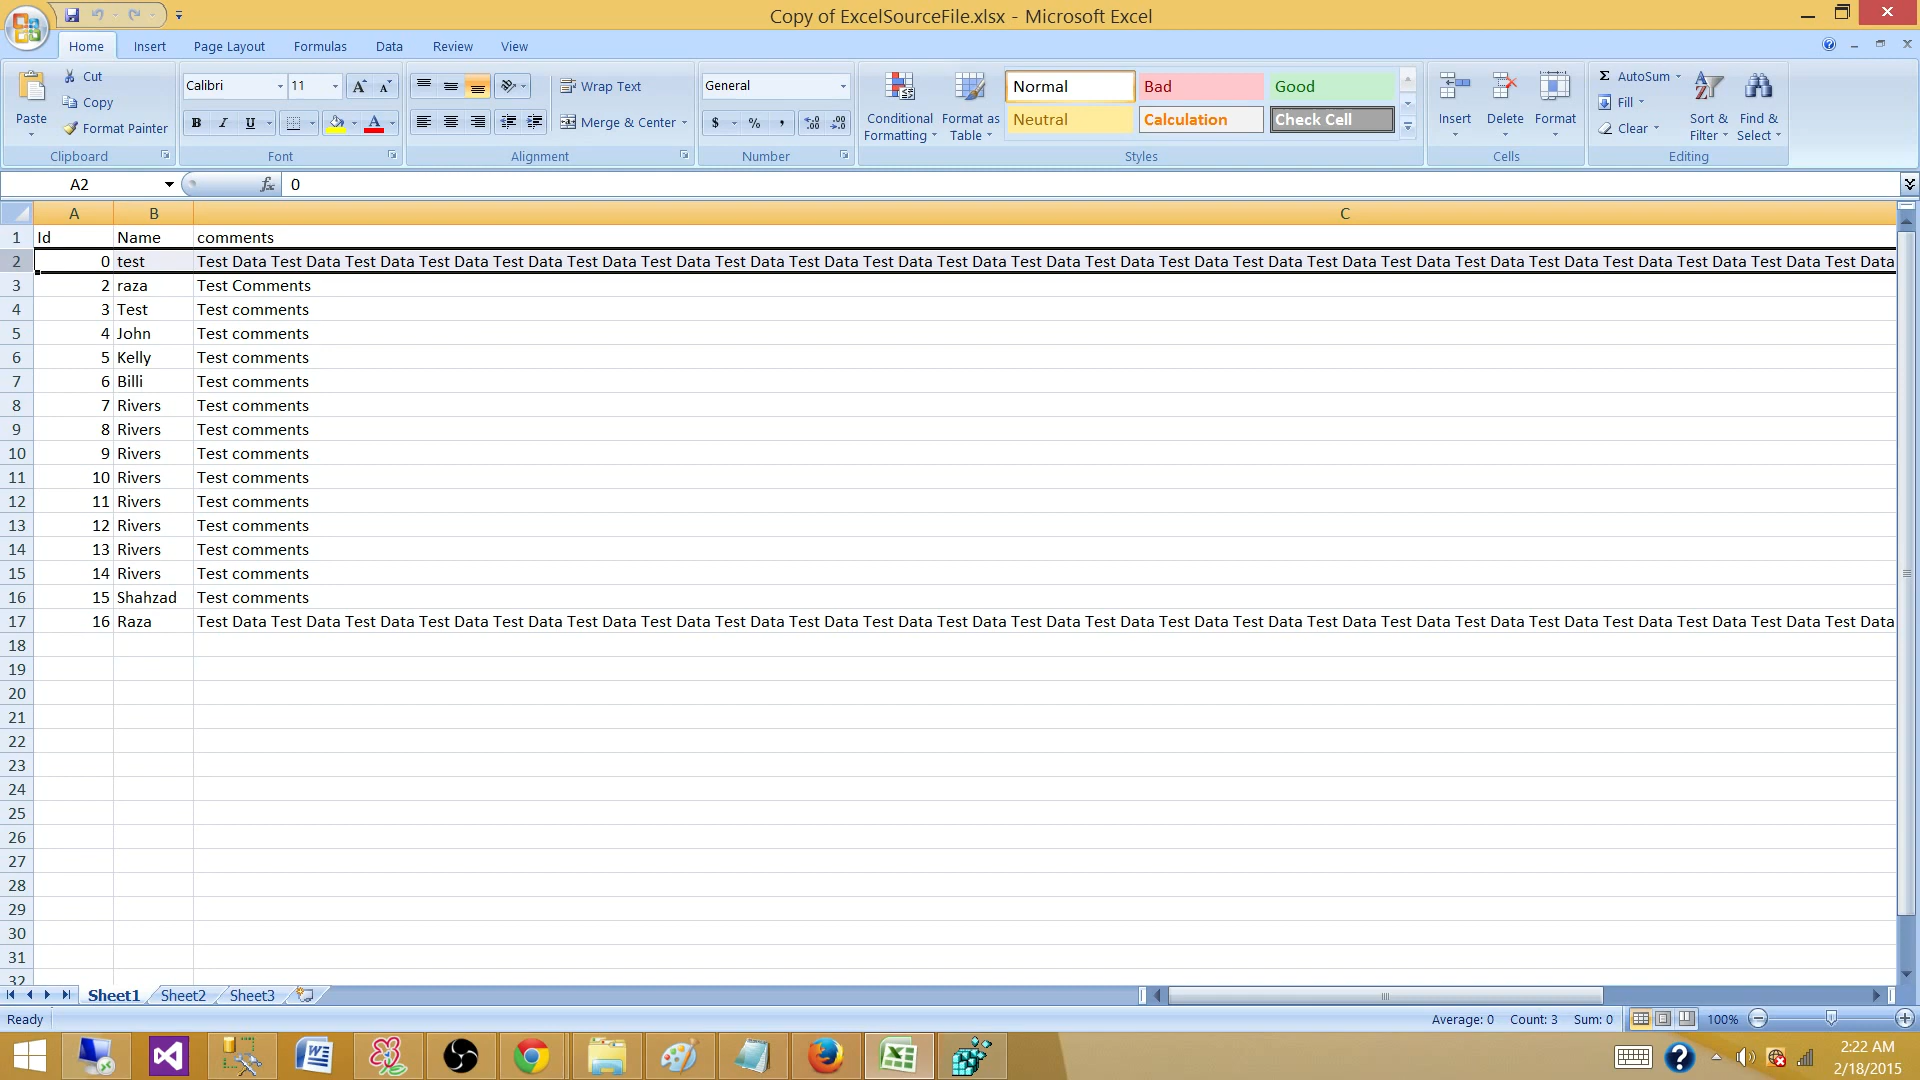 Copy of ExcelSourceFile.xlsx - Microsoft Excel
Home Insert Page Layout Formulas Data Review View
Paste
Cut
Copy
Format Painter
Clipboard
Calibri 11
B I U
Font
Wrap Text
Merge & Center
Alignment
General
$ % ,
Number
Conditional Formatting
Format as Table
Normal Bad Good
Neutral Calculation Check Cell
Styles
Insert Delete Format
Cells
Σ AutoSum
Fill
Clear
Sort & Filter
Find & Select
Editing
A2 fx 0
A B C
1 Id Name comments
2 0 test Test Data Test Data Test Data Test Data Test Data Test Data Test Data Test Data Test Data Test Data Test Data Test Data Test Data Test Data Test Data Test Data Test Data Test Data Test Data Test Data Test Data Test Data Test Data
3 2 raza Test Comments
4 3 Test Test comments
5 4 John Test comments
6 5 Kelly Test comments
7 6 Billi Test comments
8 7 Rivers Test comments
9 8 Rivers Test comments
10 9 Rivers Test comments
11 10 Rivers Test comments
12 11 Rivers Test comments
13 12 Rivers Test comments
14 13 Rivers Test comments
15 14 Rivers Test comments
16 15 Shahzad Test comments
17 16 Raza Test Data Test Data Test Data Test Data Test Data Test Data Test Data Test Data Test Data Test Data Test Data Test Data Test Data Test Data Test Data Test Data Test Data Test Data Test Data Test Data Test Data Test Data Test Data
18
19
20
21
22
23
24
25
26
27
28
29
30
31
32
Sheet1 Sheet2 Sheet3
Ready Average: 0 Count: 3 Sum: 0 100%
2:22 AM
2/18/2015